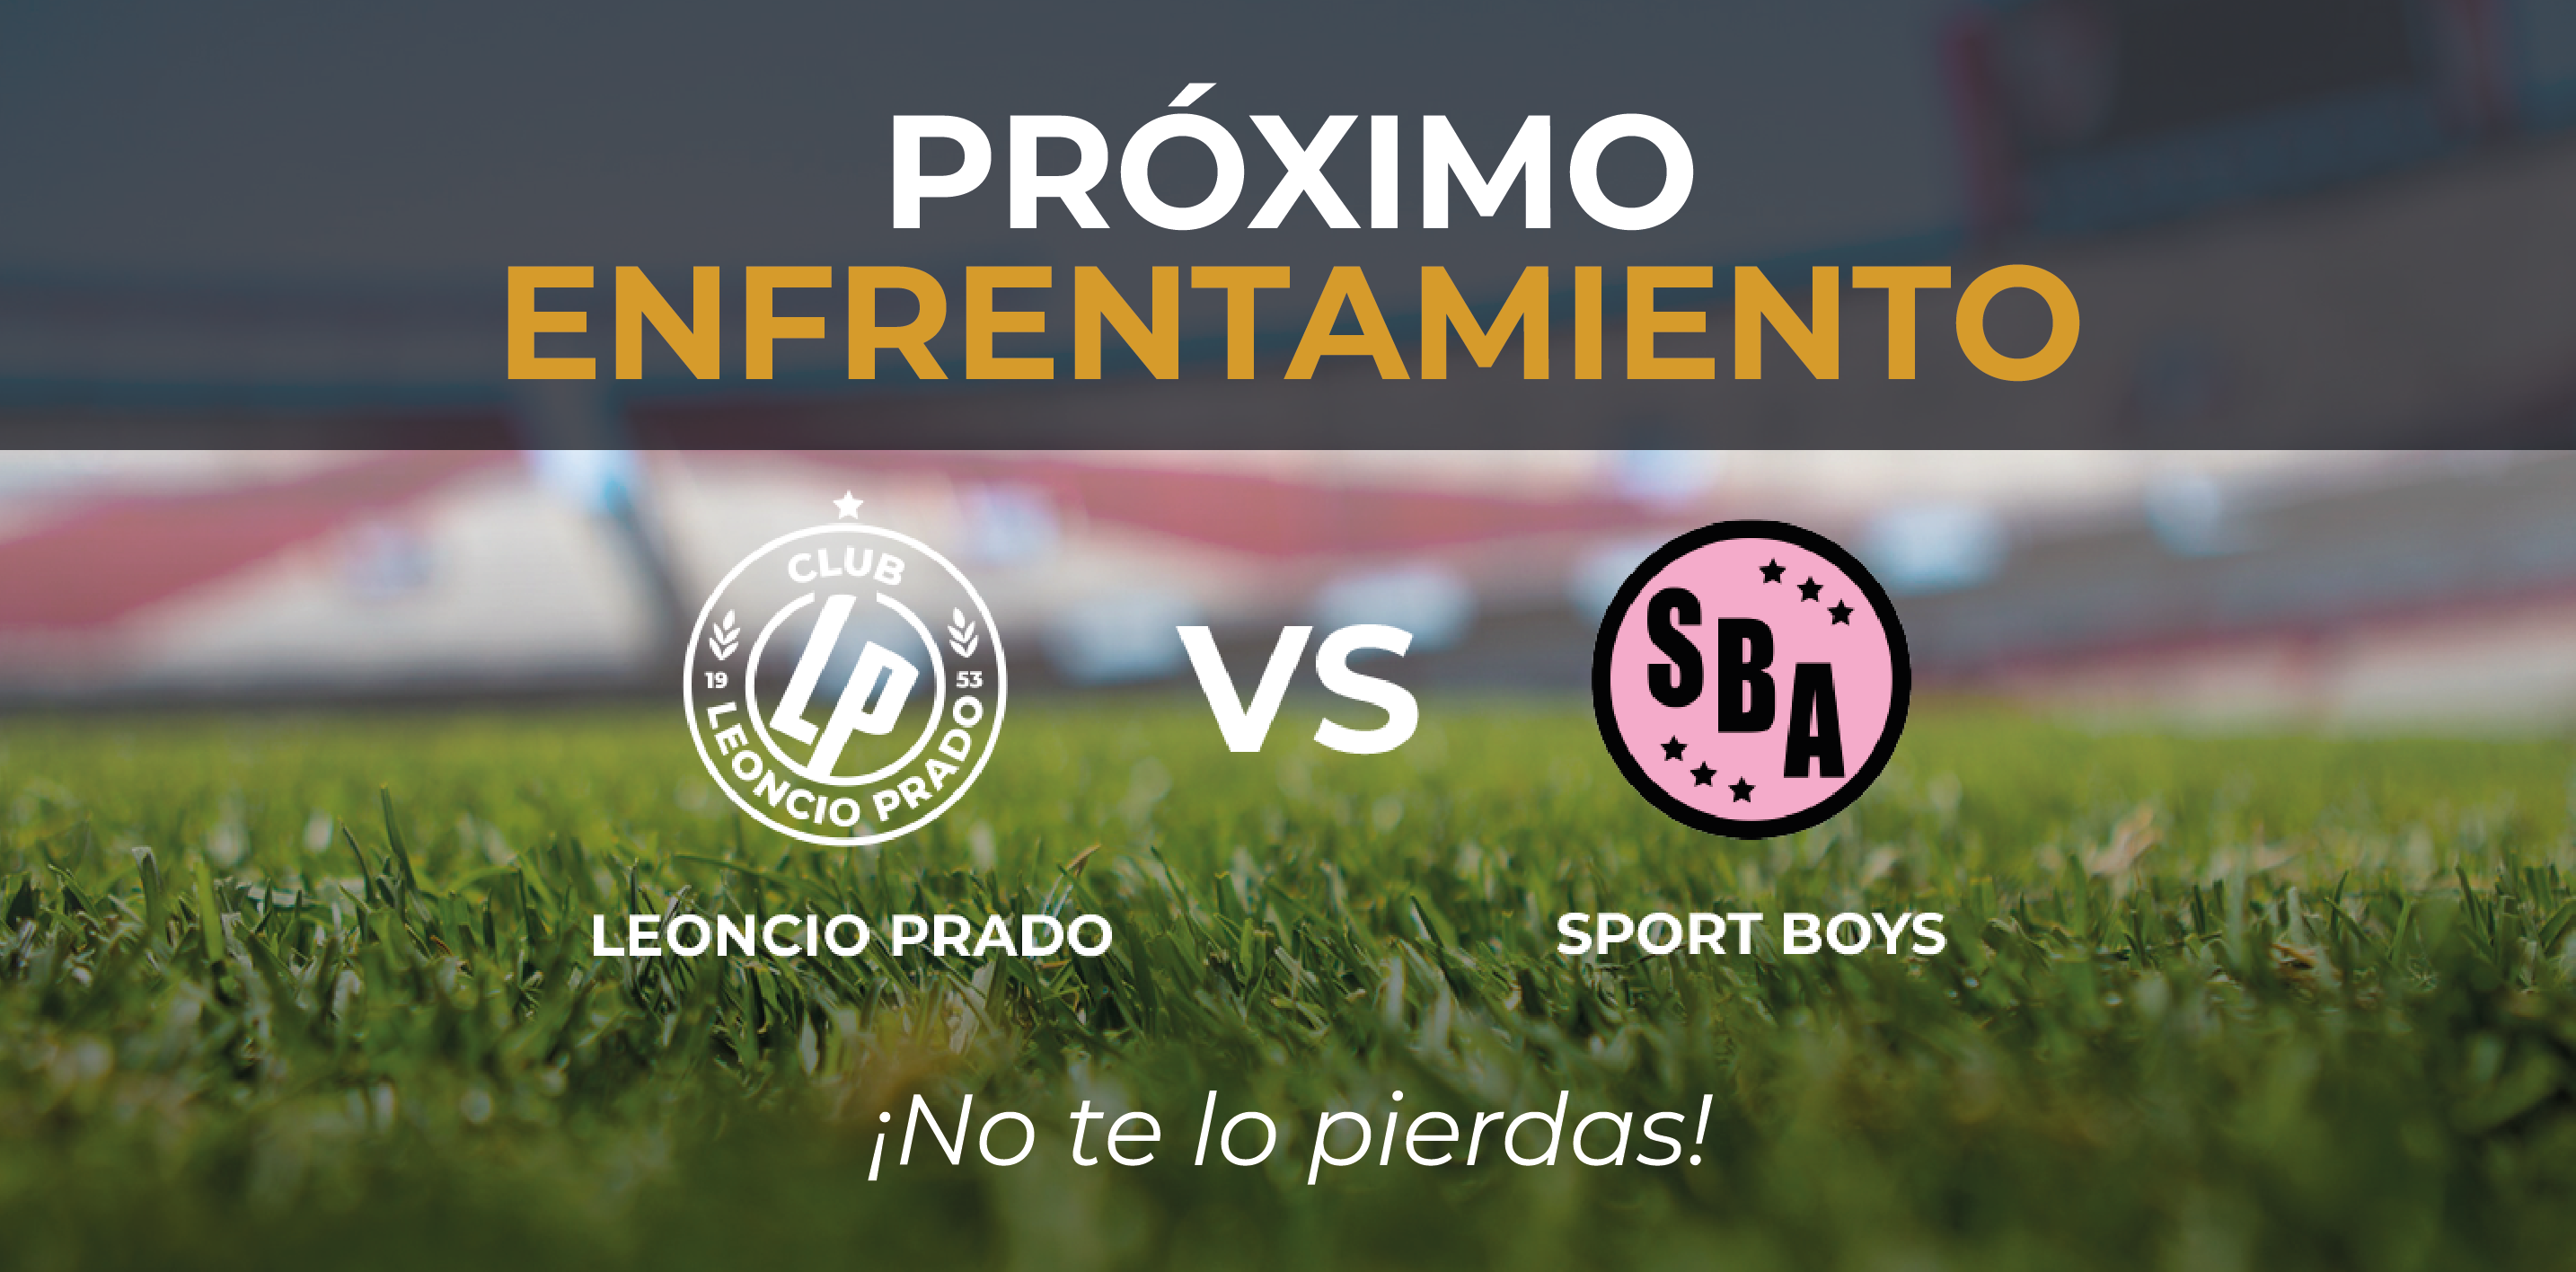 PRÓXIMO
ENFRENTAMIENTO
CLUB
LP
19 53
LEONCIO PRADO
VS
SBA
LEONCIO PRADO
SPORT BOYS
¡No te lo pierdas!